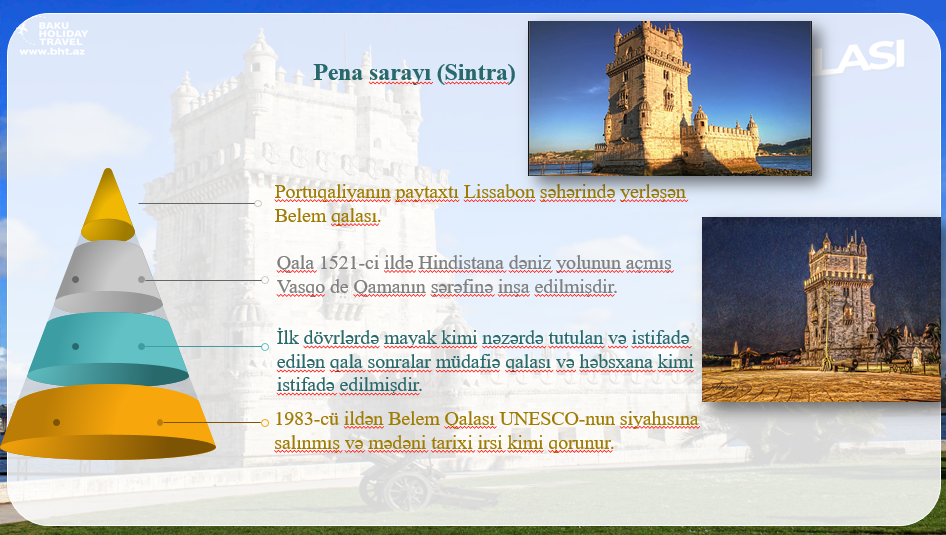 BAKU
HOLIDAY
TRAVEL
www.bht.az
LASI
Pena sarayı (Sintra)
Portuqaliyanın paytaxtı Lissabon şəhərində yerləşən
Belem qalası.
Qala 1521-ci ildə Hindistana dəniz yolunun açmış
Vasqo de Qamanın şərəfinə inşa edilmişdir.
İlk dövrlərdə mayak kimi nəzərdə tutulan və istifadə
edilən qala sonralar müdafiə qalası və həbsxana kimi
istifadə edilmişdir.
1983-cü ildən Belem Qalası UNESCO-nun siyahısına
salınmış və mədəni tarixi irsi kimi qorunur.